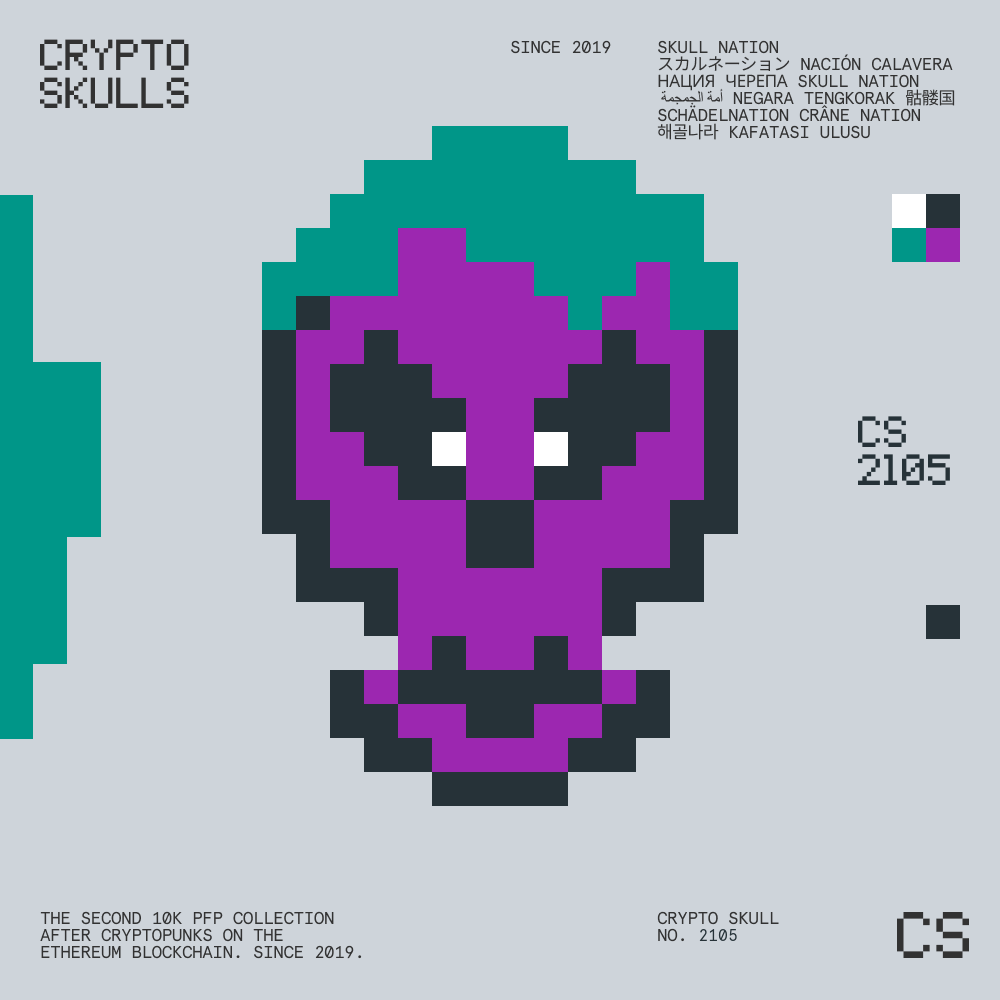 CRYPTO
SKULLS
SINCE 2019
SKULL NATION
スカルネーション NACIÓN CALAVERA
НАЦИЯ ЧЕРЕПА SKULL NATION
أمة الجمجمة NEGARA TENGKORAK 骷髅国
SCHÄDELNATION CRÂNE NATION
해골나라 KAFATASI ULUSU
CS
2105
THE SECOND 10K PFP COLLECTION
AFTER CRYPTOPUNKS ON THE
ETHEREUM BLOCKCHAIN. SINCE 2019.
CRYPTO SKULL
NO. 2105
CS